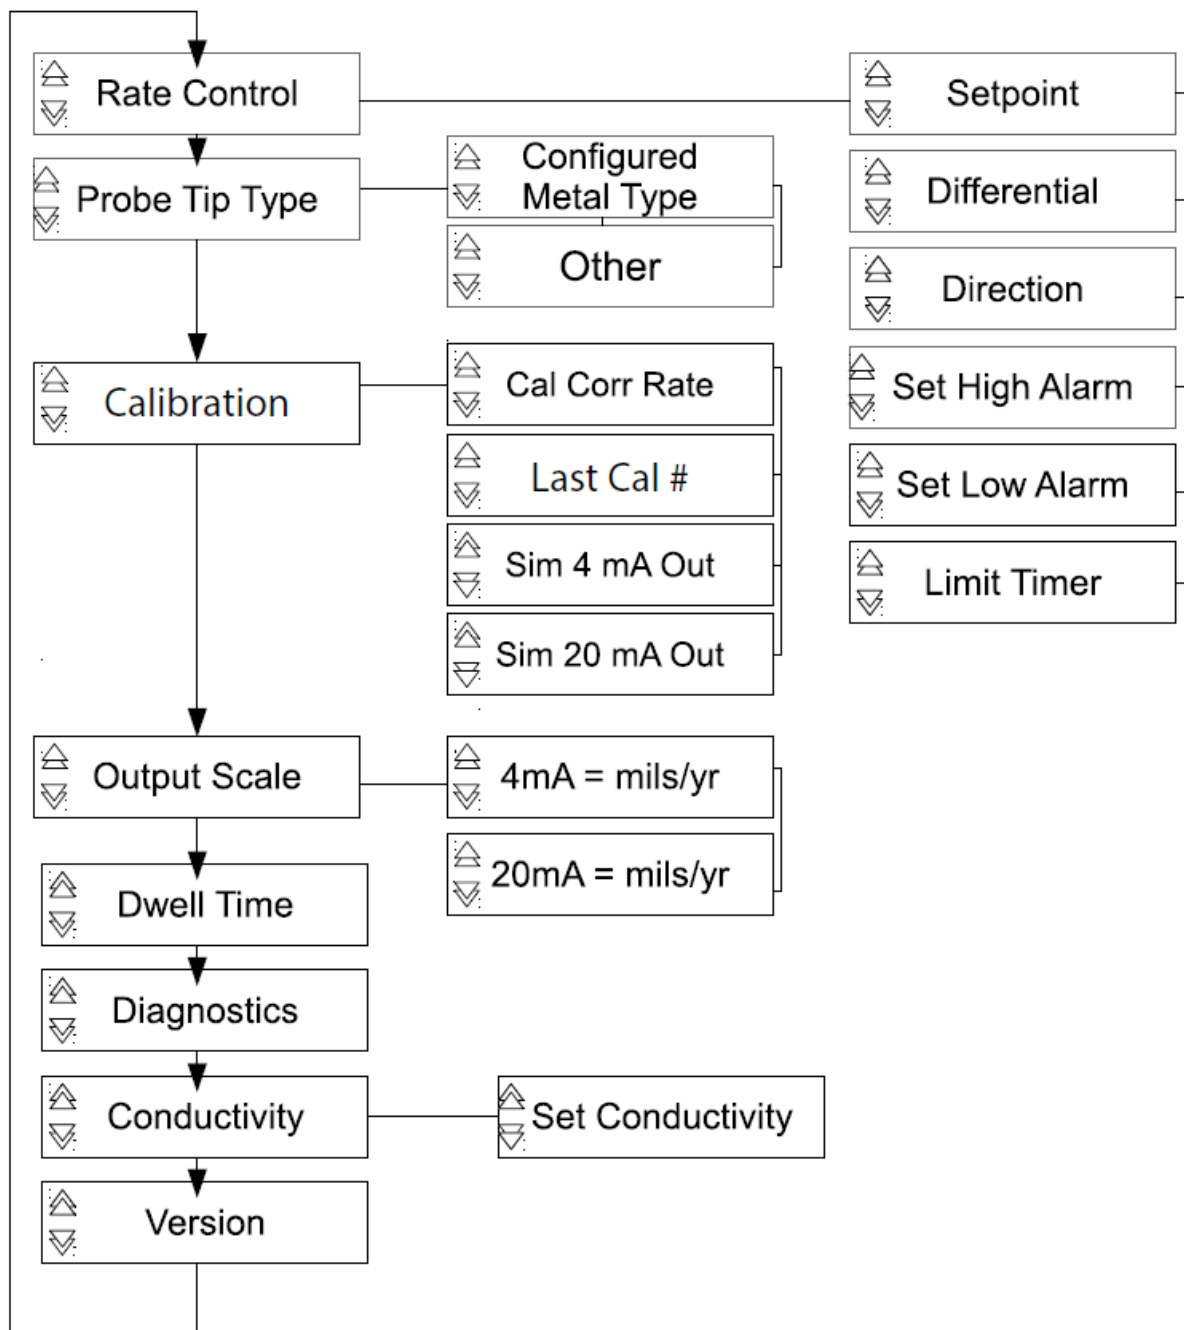 Rate Control
Setpoint
Probe Tip Type
Configured
Metal Type
Differential
Other
Direction
Calibration
Cal Corr Rate
Set High Alarm
Last Cal #
Set Low Alarm
Sim 4 mA Out
Limit Timer
Sim 20 mA Out
Output Scale
4mA = mils/yr
20mA = mils/yr
Dwell Time
Diagnostics
Conductivity
Set Conductivity
Version